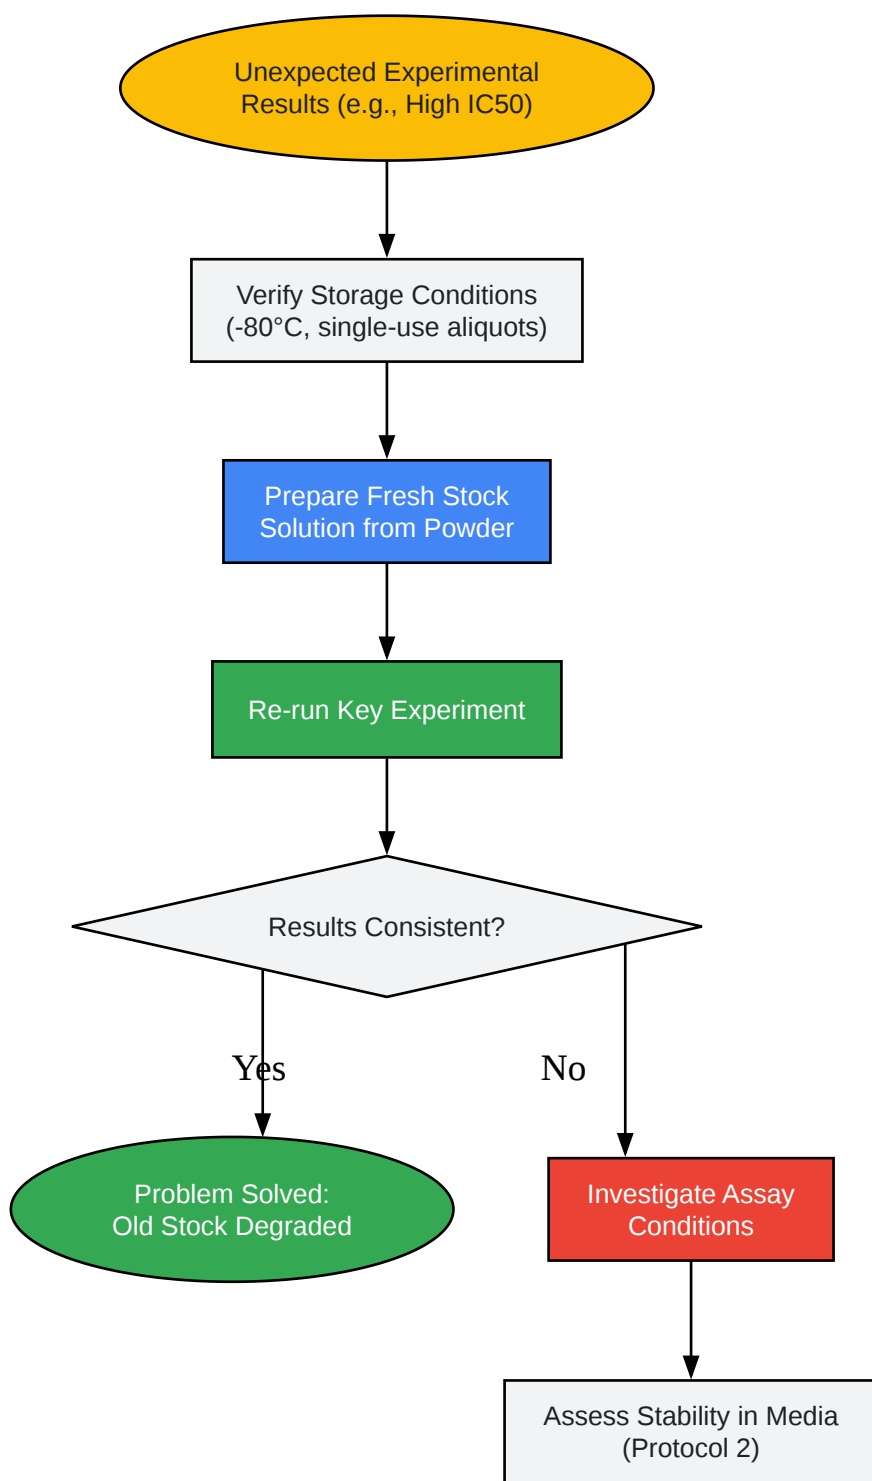 Unexpected Experimental
Results (e.g., High IC50)
Verify Storage Conditions
(-80°C, single-use aliquots)
Prepare Fresh Stock
Solution from Powder
Re-run Key Experiment
Results Consistent?
Yes
No
Problem Solved:
Old Stock Degraded
Investigate Assay
Conditions
Assess Stability in Media
(Protocol 2)